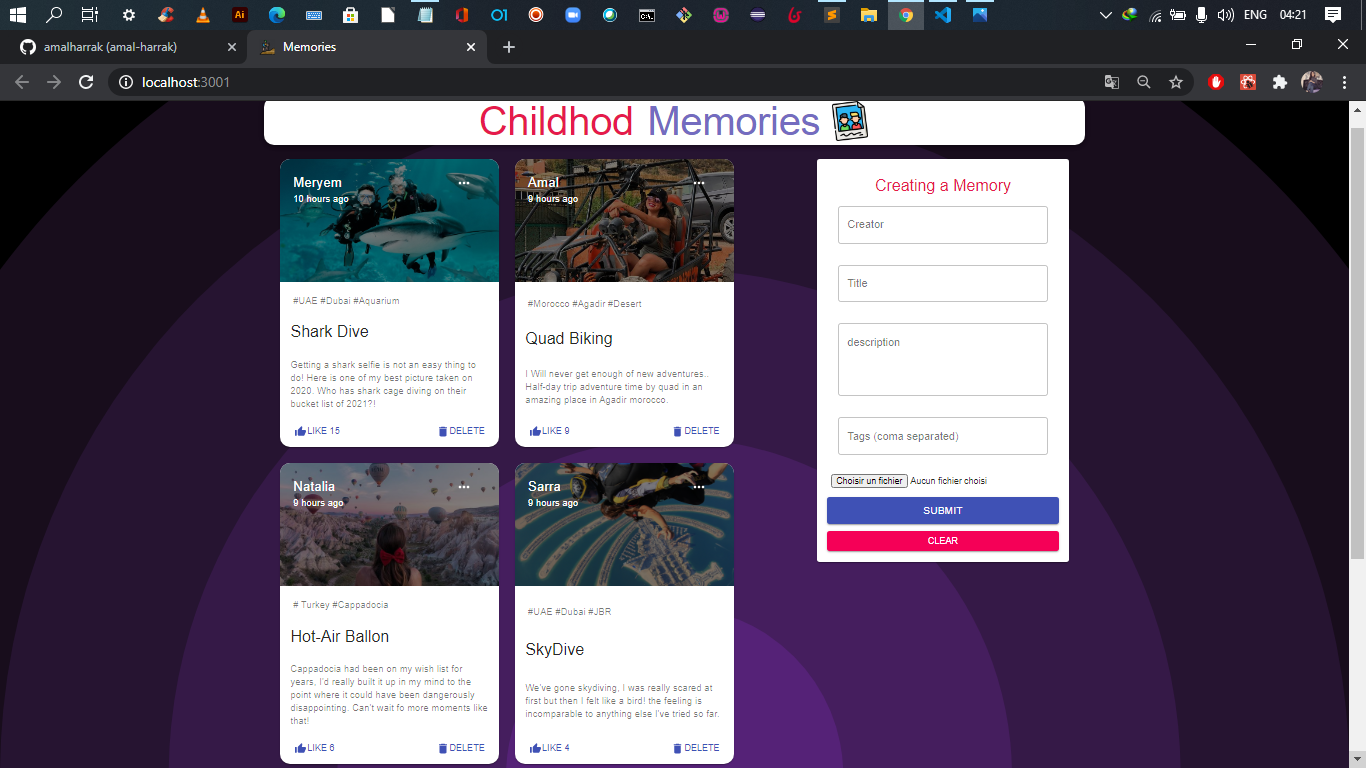 ENG
04:21
amalharrak (amal-harrak)
Memories
localhost:3001
Childhod Memories
Meryem
10 hours ago
#UAE #Dubai #Aquarium
Shark Dive
Getting a shark selfie is not an easy thing to
do! Here is one of my best picture taken on
2020. Who has shark cage diving on their
bucket list of 2021?!
LIKE 15
DELETE
Amal
9 hours ago
#Morocco #Agadir #Desert
Quad Biking
I Will never get enough of new adventures..
Half-day trip adventure time by quad in an
amazing place in Agadir morocco.
LIKE 9
DELETE
Natalia
9 hours ago
# Turkey #Cappadocia
Hot-Air Ballon
Cappadocia had been on my wish list for
years, I'd really built it up in my mind to the
point where it could have been dangerously
disappointing. Can't wait fo more moments like
that!
LIKE 6
DELETE
Sarra
9 hours ago
#UAE #Dubai #JBR
SkyDive
We've gone skydiving, I was really scared at
first but then I felt like a bird! the feeling is
incomparable to anything else I've tried so far.
LIKE 4
DELETE
Creating a Memory
Creator
Title
description
Tags (coma separated)
Choisir un fichier Aucun fichier choisi
SUBMIT
CLEAR